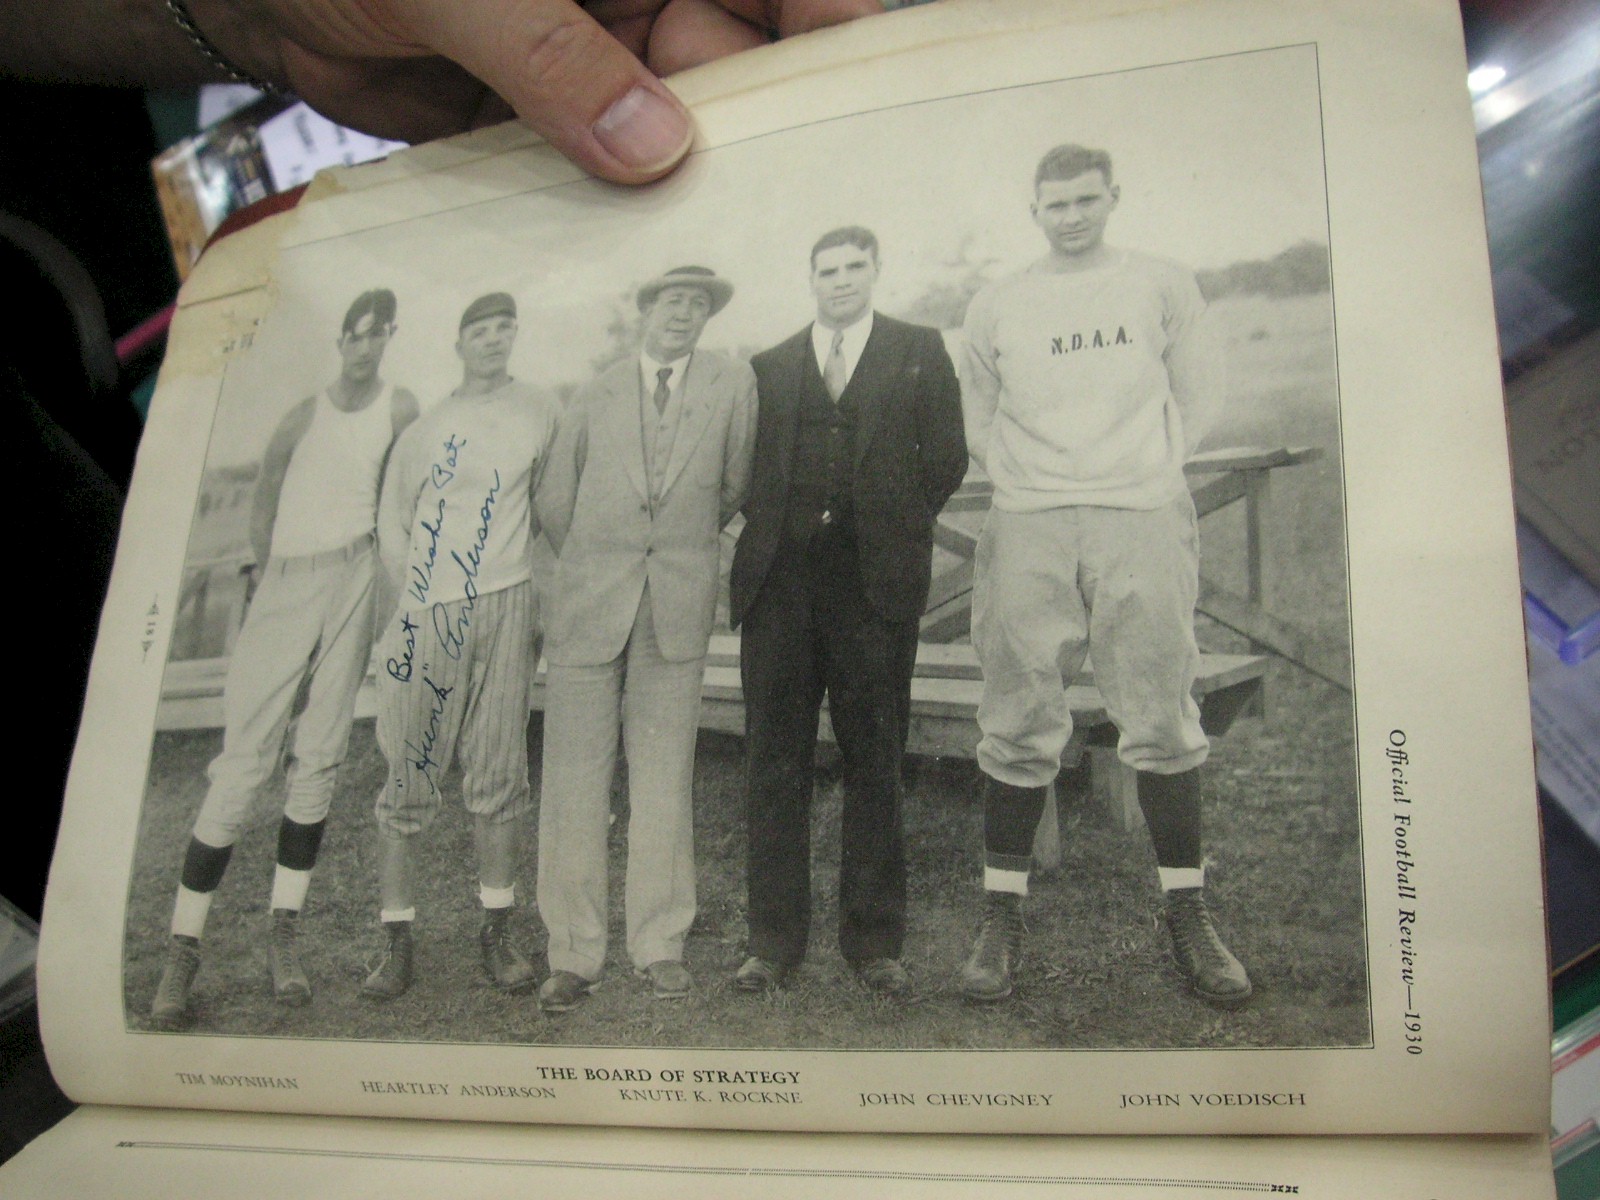 N.D.A.A.
Best Wishes Pat
"Hunk" Anderson
Official Football Review—1930
THE BOARD OF STRATEGY
TIM MOYNIHAN HEARTLEY ANDERSON KNUTE K. ROCKNE JOHN CHEVIGNEY JOHN VOEDISCH